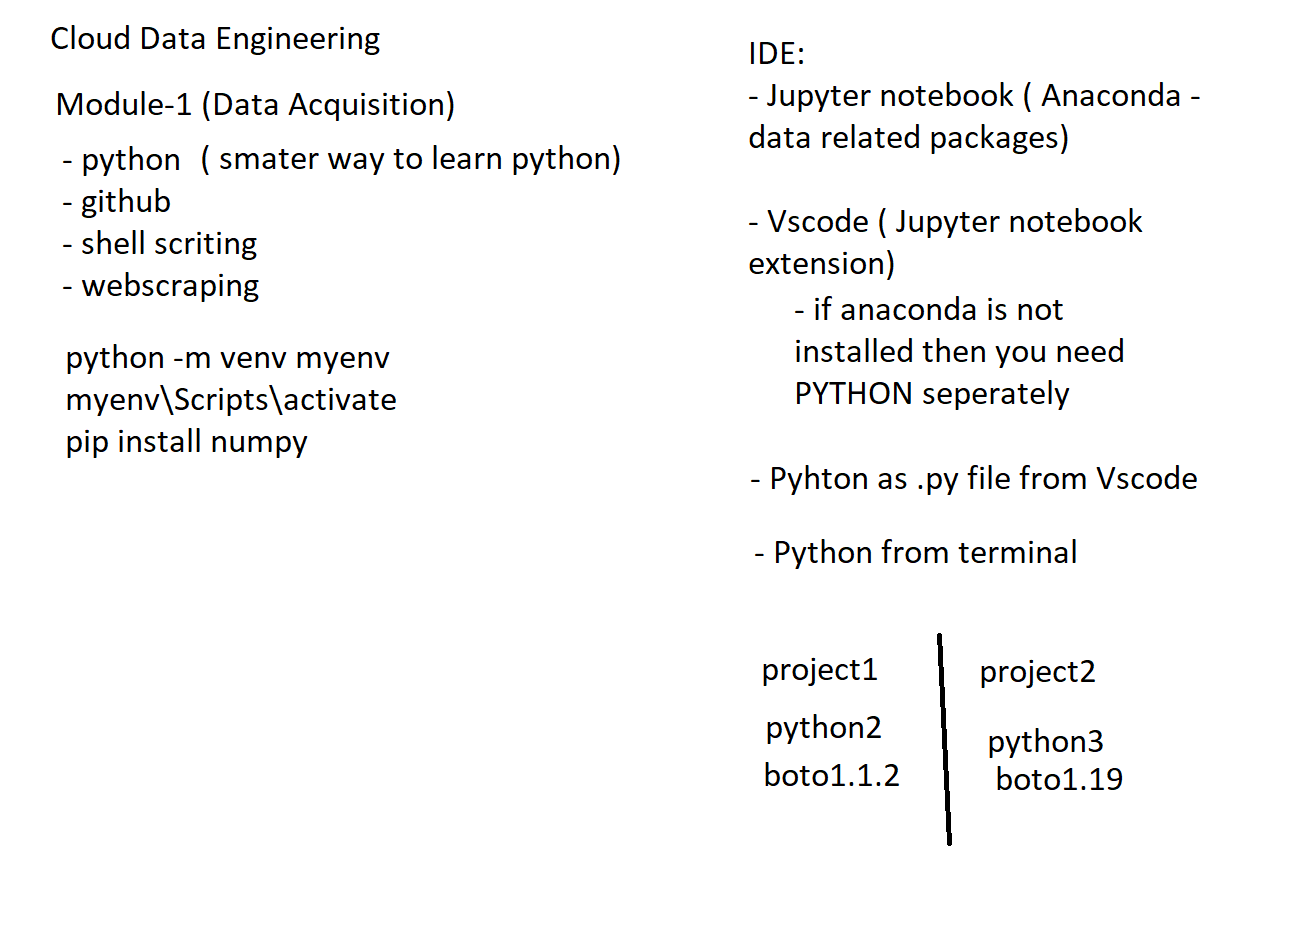 Cloud Data Engineering
Module-1 (Data Acquisition)
- python ( smater way to learn python)
- github
- shell scriting
- webscraping
python -m venv myenv
myenv\Scripts\activate
pip install numpy
IDE:
- Jupyter notebook ( Anaconda -
data related packages)
- Vscode ( Jupyter notebook
extension)
- if anaconda is not
installed then you need
PYTHON seperately
- Pyhton as .py file from Vscode
- Python from terminal
project1
python2
boto1.1.2
project2
python3
boto1.19